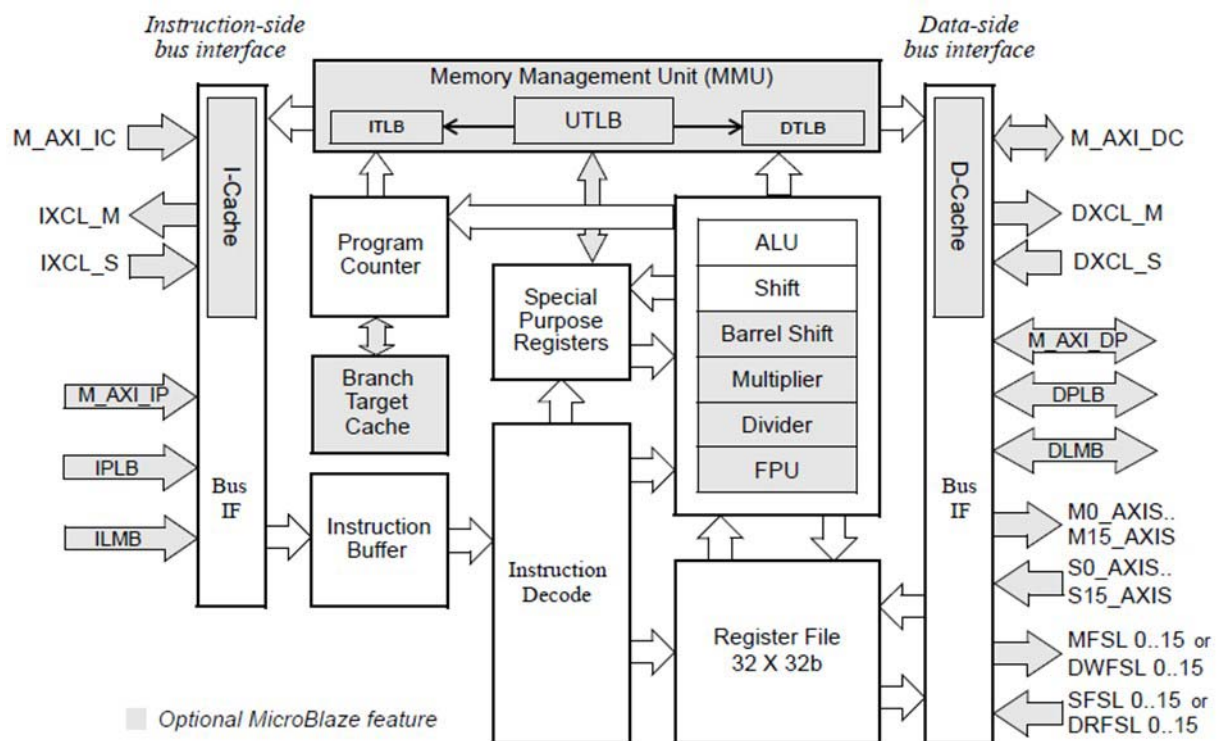 Instruction-side
bus interface
Data-side
bus interface
Memory Management Unit (MMU)
ITLB
UTLB
DTLB
M_AXI_IC
IXCL_M
IXCL_S
I-Cache
M_AXI_IP
IPLB
ILMB
Bus
IF
Program
Counter
Branch
Target
Cache
Instruction
Buffer
Special
Purpose
Registers
Instruction
Decode
ALU
Shift
Barrel Shift
Multiplier
Divider
FPU
Register File
32 X 32b
D-Cache
Bus
IF
M_AXI_DC
DXCL_M
DXCL_S
M_AXI_DP
DPLB
DLMB
M0_AXIS..
M15_AXIS
S0_AXIS..
S15_AXIS
MFSL 0..15 or
DWFSL 0..15
SFSL 0..15 or
DRFSL 0..15
Optional MicroBlaze feature